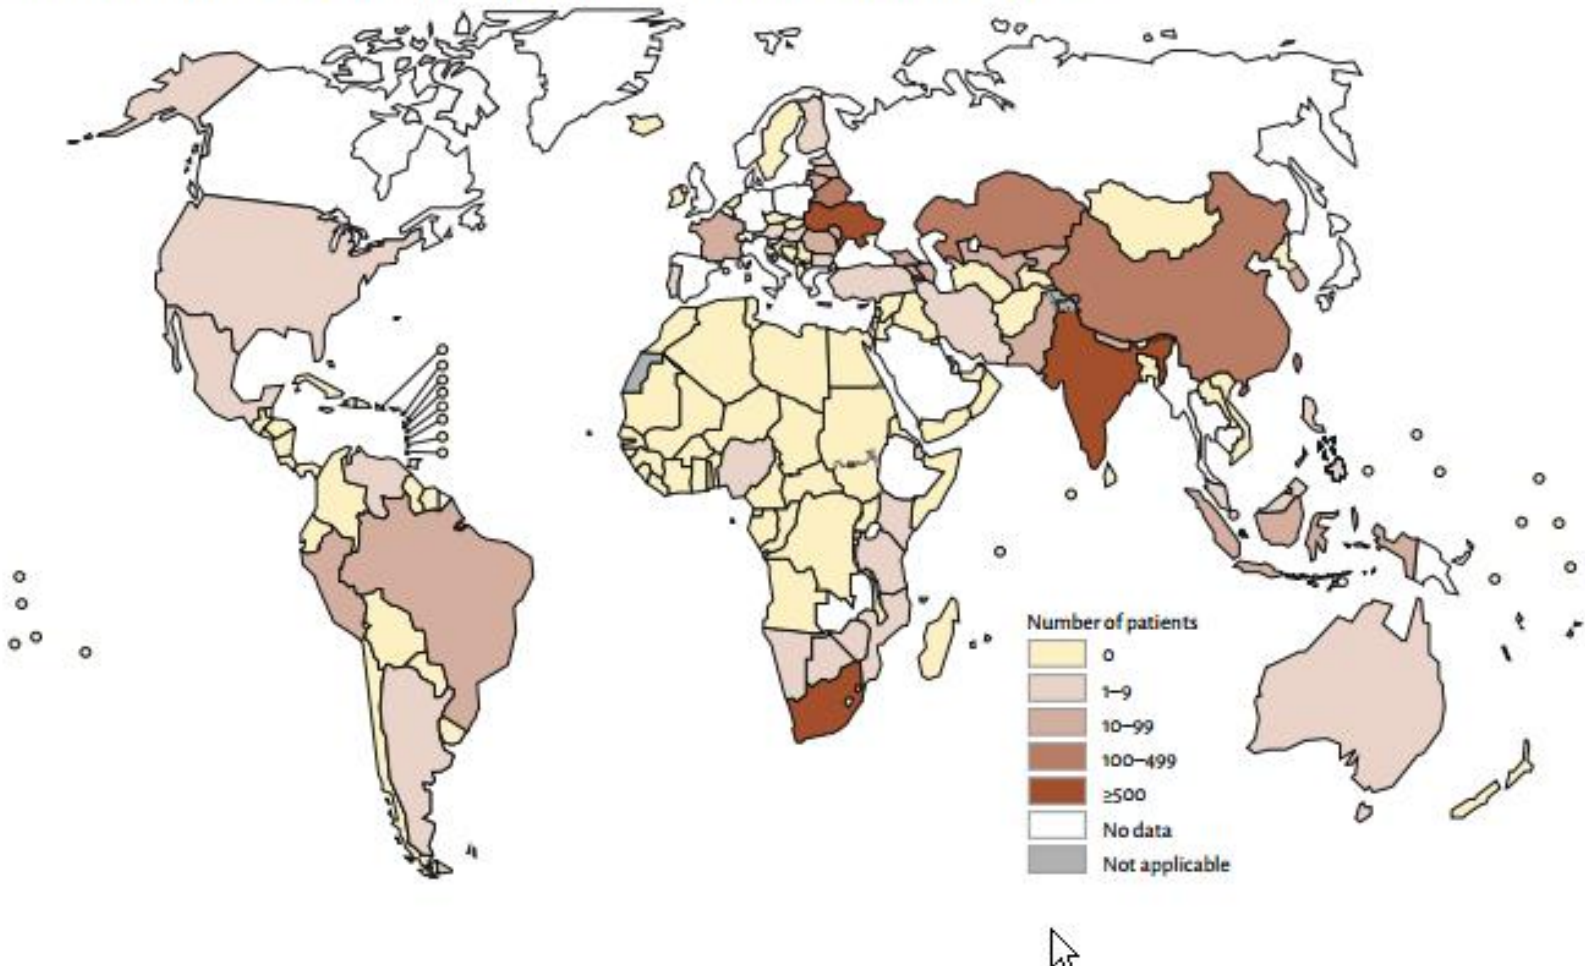 Number of patients
0
1–9
10–99
100–499
≥500
No data
Not applicable